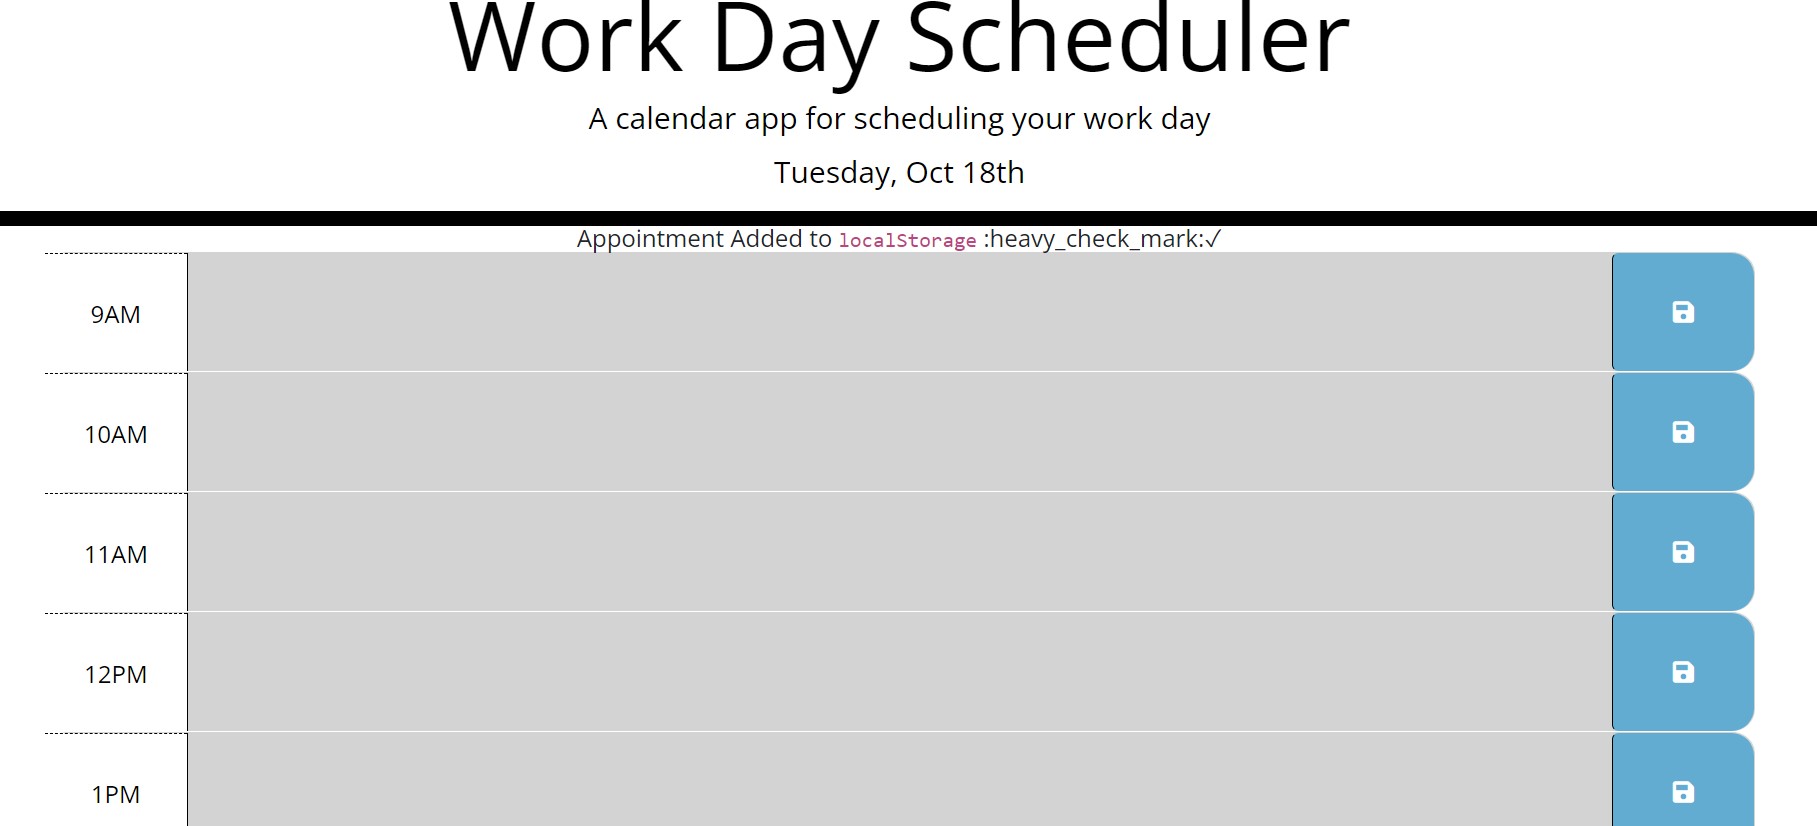 Work Day Scheduler
A calendar app for scheduling your work day
Tuesday, Oct 18th
Appointment Added to localStorage :heavy_check_mark:✓
9AM
10AM
11AM
12PM
1PM